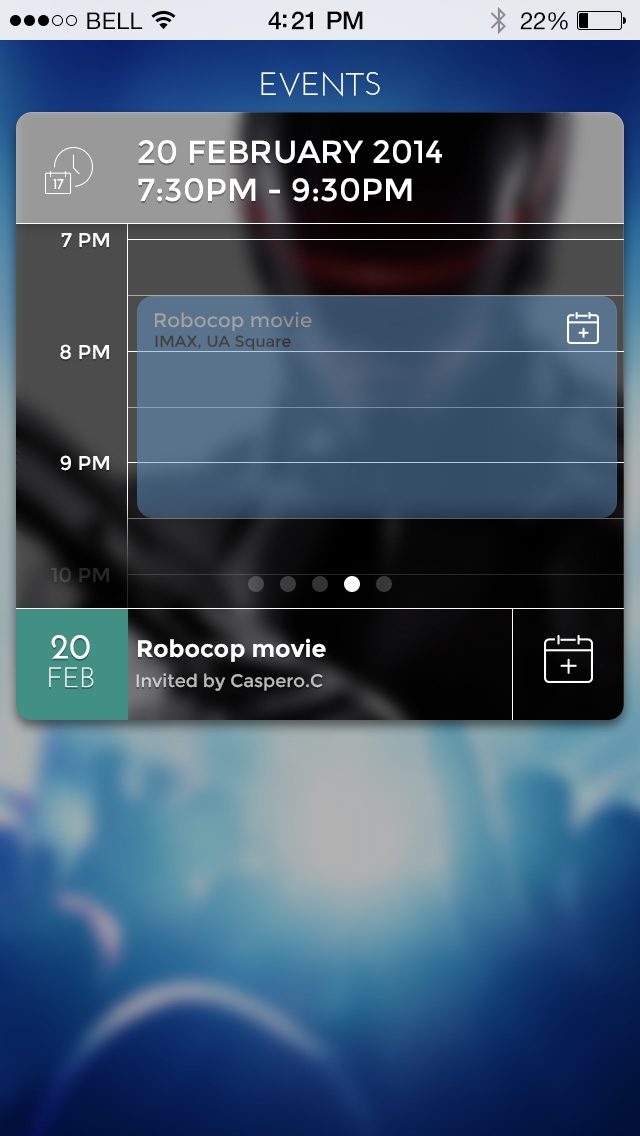 BELL 4:21 PM 22%
EVENTS
17
20 FEBRUARY 2014
7:30PM - 9:30PM
7 PM
Robocop movie
IMAX, UA Square
8 PM
9 PM
10 PM
20
FEB
Robocop movie
Invited by Caspero.C